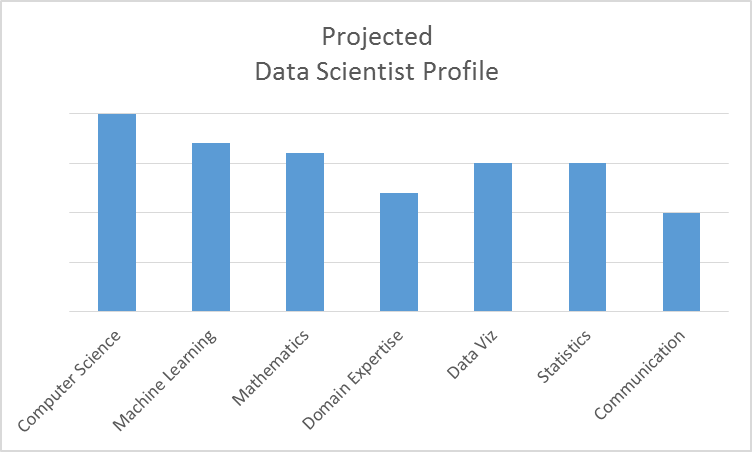 Projected
Data Scientist Profile
Computer Science
Machine Learning
Mathematics
Domain Expertise
Data Viz
Statistics
Communication